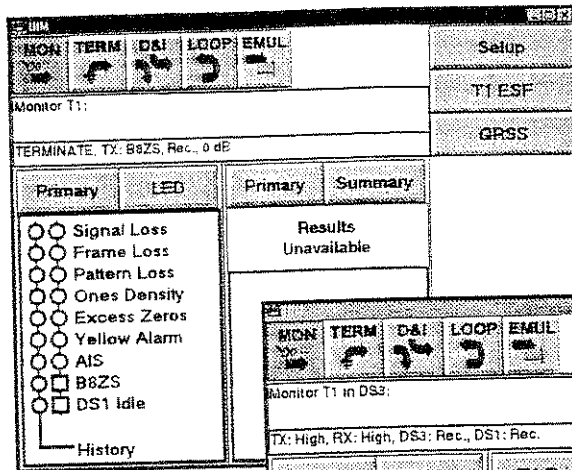 UIM
MON TERM D&I LOOP EMUL
Setup
T1 ESF
QRSS
Monitor T1:
TERMINATE, TX: B8ZS, Rec., 0 dB
Primary LED
Primary Summary
Signal Loss
Frame Loss
Pattern Loss
Ones Density
Excess Zeros
Yellow Alarm
AIS
B8ZS
DS1 Idle
History
Results
Unavailable
MON TERM D&I LOOP EMUL
Monitor T1 in DS3:
TX: High, RX: High, DS3: Rec., DS1: Rec.